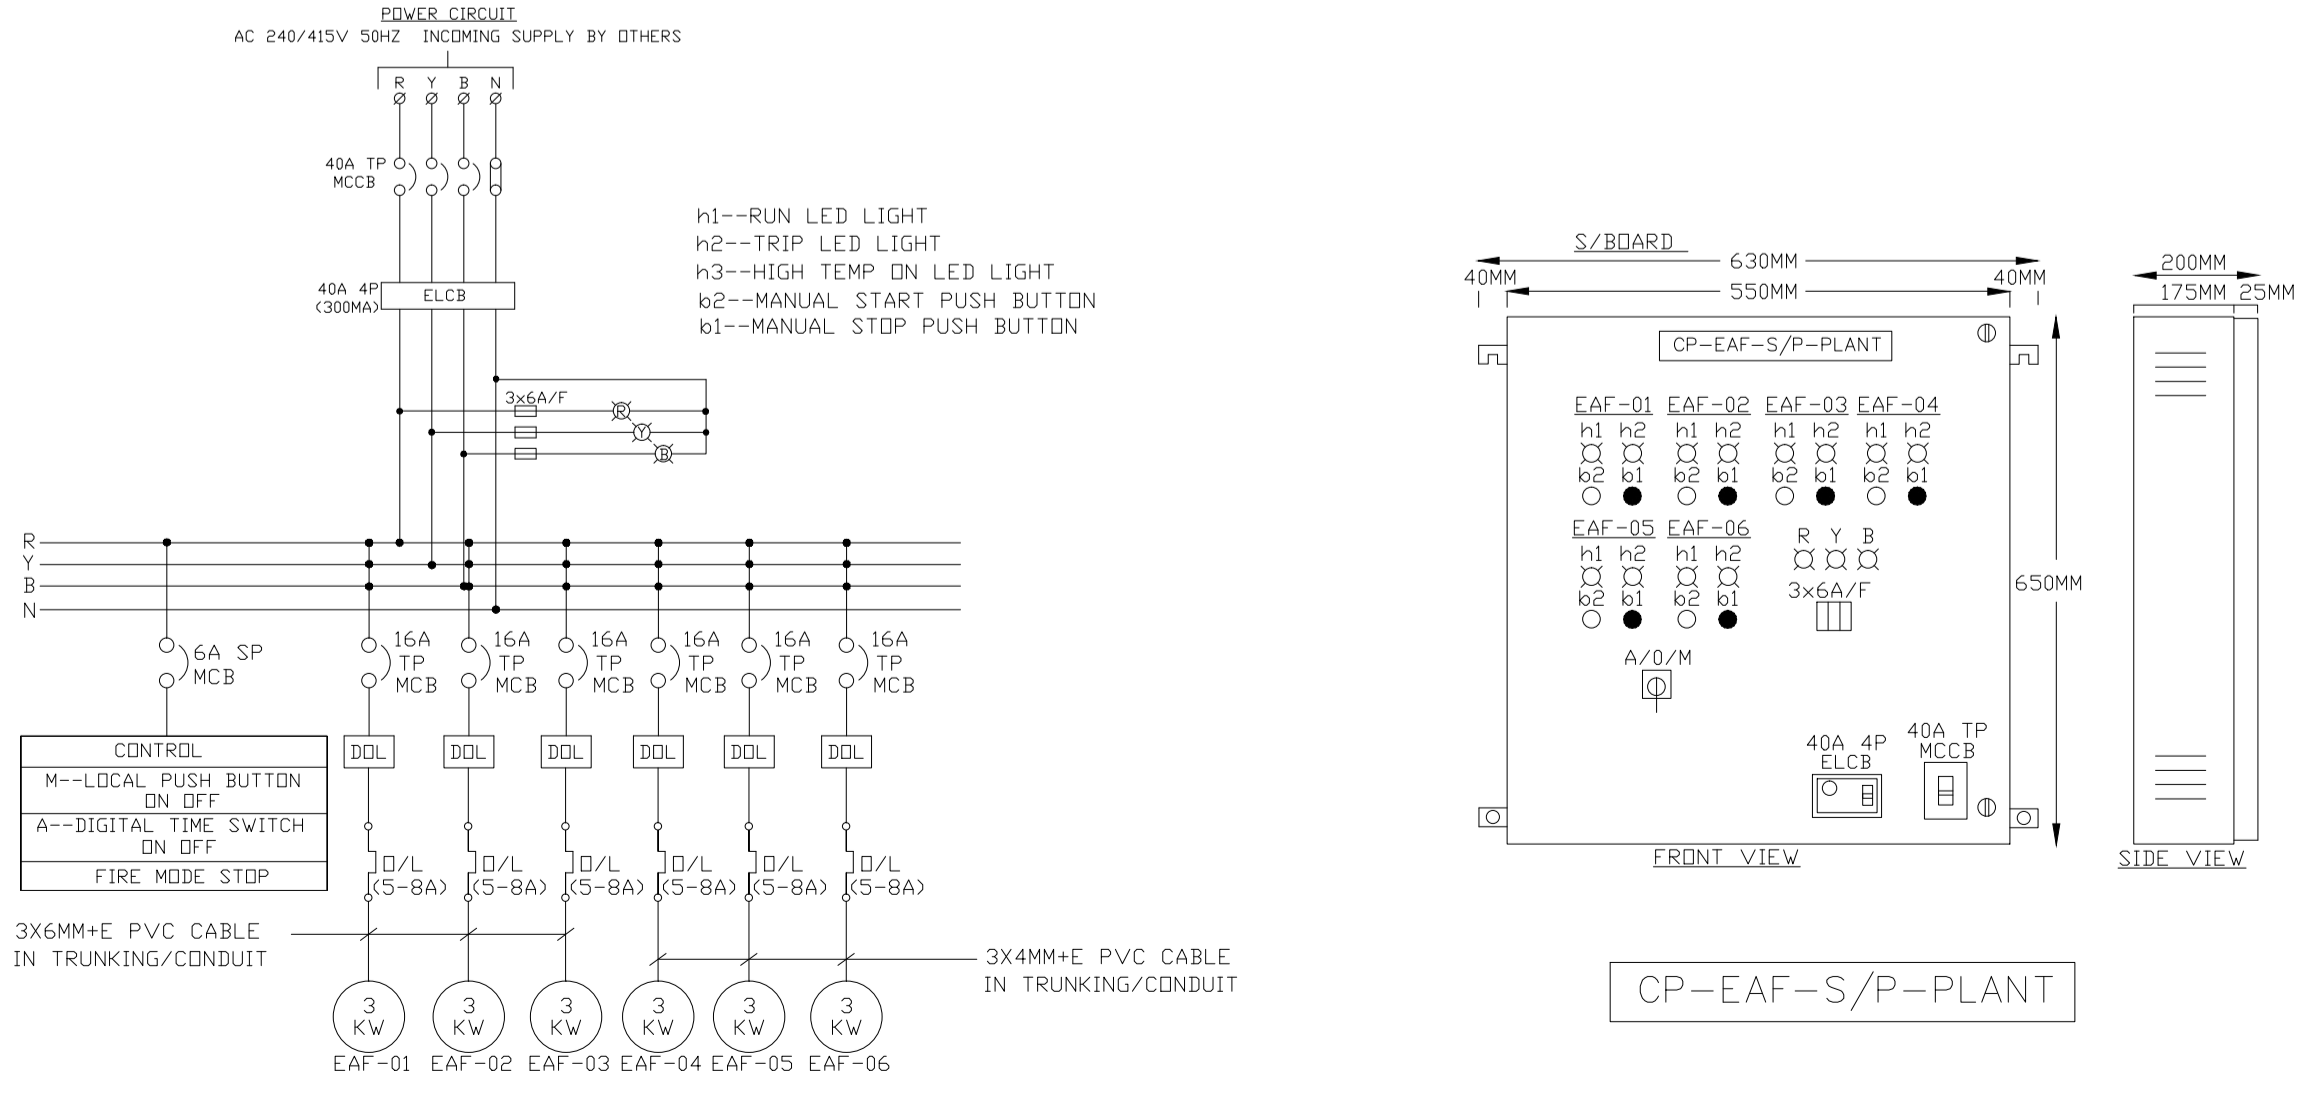 POWER CIRCUIT
AC 240/415V 50HZ INCOMING SUPPLY BY OTHERS
R Y B N
40A TP
MCCB
40A 4P
(300MA)
ELCB
h1--RUN LED LIGHT
h2--TRIP LED LIGHT
h3--HIGH TEMP ON LED LIGHT
b2--MANUAL START PUSH BUTTON
b1--MANUAL STOP PUSH BUTTON
3x6A/F
R
Y
B
R
Y
B
N
6A SP
MCB
16A
TP
MCB
16A
TP
MCB
16A
TP
MCB
16A
TP
MCB
16A
TP
MCB
16A
TP
MCB
CONTROL
M--LOCAL PUSH BUTTON
ON OFF
A--DIGITAL TIME SWITCH
ON OFF
FIRE MODE STOP
DOL DOL DOL DOL DOL DOL
O/L
(5-8A)
O/L
(5-8A)
O/L
(5-8A)
O/L
(5-8A)
O/L
(5-8A)
O/L
(5-8A)
3X6MM+E PVC CABLE
IN TRUNKING/CONDUIT
3X4MM+E PVC CABLE
IN TRUNKING/CONDUIT
3
KW
3
KW
3
KW
3
KW
3
KW
3
KW
EAF-01 EAF-02 EAF-03 EAF-04 EAF-05 EAF-06
S/BOARD
630MM
40MM 40MM
550MM
CP-EAF-S/P-PLANT
EAF-01 EAF-02 EAF-03 EAF-04
h1 h2 h1 h2 h1 h2 h1 h2
b2 b1 b2 b1 b2 b1 b2 b1
EAF-05 EAF-06
h1 h2 h1 h2
b2 b1 b2 b1
R Y B
3x6A/F
A/O/M
40A 4P
ELCB
40A TP
MCCB
650MM
FRONT VIEW
200MM
175MM 25MM
SIDE VIEW
CP-EAF-S/P-PLANT